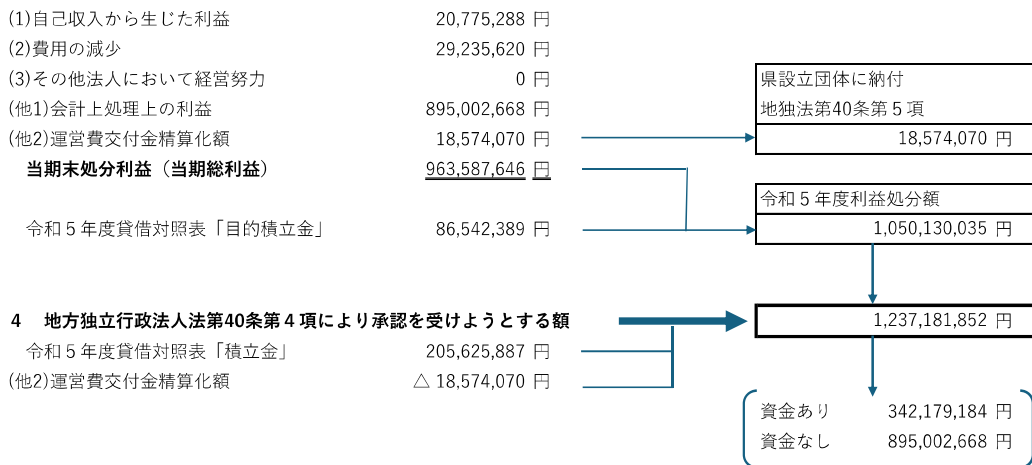 (1)自己収入から生じた利益 20,775,288 円
(2)費用の減少 29,235,620 円
(3)その他法人において経営努力 0 円
(他1)会計上処理上の利益 895,002,668 円
(他2)運営費交付金精算化額 18,574,070 円
当期末処分利益（当期総利益） 963,587,646 円
令和５年度貸借対照表「目的積立金」 86,542,389 円
県設立団体に納付
地独法第40条第５項
18,574,070 円
令和５年度利益処分額
1,050,130,035 円
4 地方独立行政法人法第40条第４項により承認を受けようとする額
1,237,181,852 円
令和５年度貸借対照表「積立金」 205,625,887 円
(他2)運営費交付金精算化額 △ 18,574,070 円
資金あり 342,179,184 円
資金なし 895,002,668 円